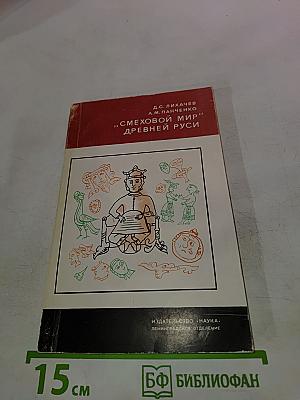 Д.С. ЛИХАЧЕВ
А.М. ПАНЧЕНКО
„СМЕХОВОЙ МИР"
ДРЕВНЕЙ РУСИ
ИЗДАТЕЛЬСТВО «НАУКА»
ЛЕНИНГРАДСКОЕ ОТДЕЛЕНИЕ
15 СМ
БФ БИБЛИОФАН